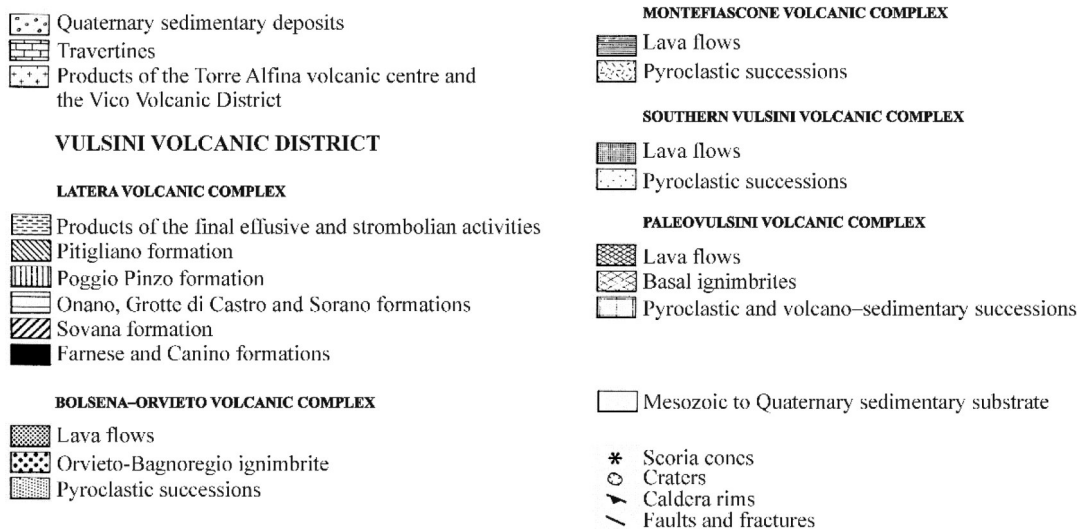 Quaternary sedimentary deposits
Travertines
Products of the Torre Alfina volcanic centre and
the Vico Volcanic District
VULSINI VOLCANIC DISTRICT
LATERA VOLCANIC COMPLEX
Products of the final effusive and strombolian activities
Pitigliano formation
Poggio Pinzo formation
Onano, Grotte di Castro and Sorano formations
Sovana formation
Farnese and Canino formations
BOLSENA–ORVIETO VOLCANIC COMPLEX
Lava flows
Orvieto-Bagnoregio ignimbrite
Pyroclastic successions
MONTEFIASCONE VOLCANIC COMPLEX
Lava flows
Pyroclastic successions
SOUTHERN VULSINI VOLCANIC COMPLEX
Lava flows
Pyroclastic successions
PALEOVULSINI VOLCANIC COMPLEX
Lava flows
Basal ignimbrites
Pyroclastic and volcano–sedimentary successions
Mesozoic to Quaternary sedimentary substrate
Scoria cones
Craters
Caldera rims
Faults and fractures